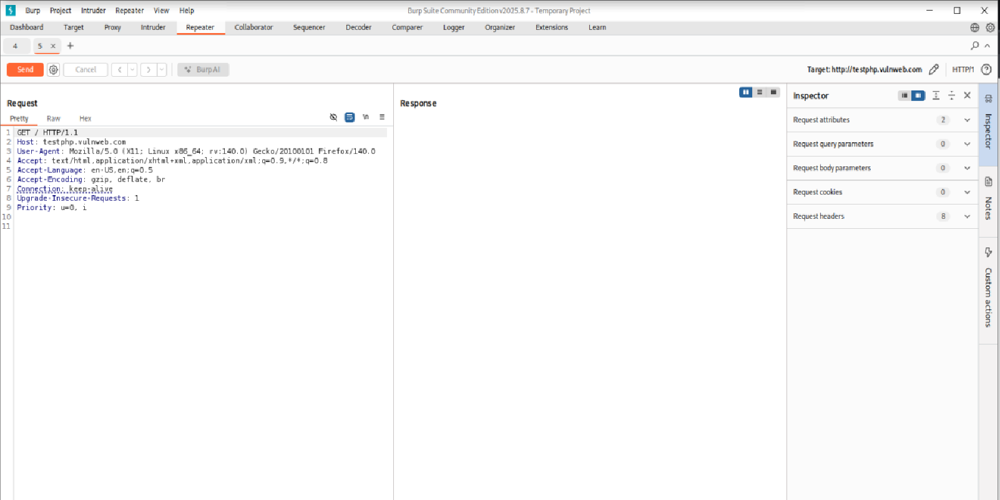 Burp Project Intruder Repeater View Help Burp Suite Community Edition v2025.8.7 - Temporary Project
Dashboard Target Proxy Intruder Repeater Collaborator Sequencer Decoder Comparer Logger Organizer Extensions Learn
4 5 x +
Send Cancel < > Burp AI Target: http://testphp.vulnweb.com HTTP/1 ?
Request
Pretty Raw Hex \n
1 GET / HTTP/1.1
2 Host: testphp.vulnweb.com
3 User-Agent: Mozilla/5.0 (X11; Linux x86_64; rv:140.0) Gecko/20100101 Firefox/140.0
4 Accept: text/html,application/xhtml+xml,application/xml;q=0.9,*/*;q=0.8
5 Accept-Language: en-US,en;q=0.5
6 Accept-Encoding: gzip, deflate, br
7 Connection: keep-alive
8 Upgrade-Insecure-Requests: 1
9 Priority: u=0, i
10
11
Response
Inspector
Request attributes 2
Request query parameters 0
Request body parameters 0
Request cookies 0
Request headers 8
Inspector
Notes
Custom actions